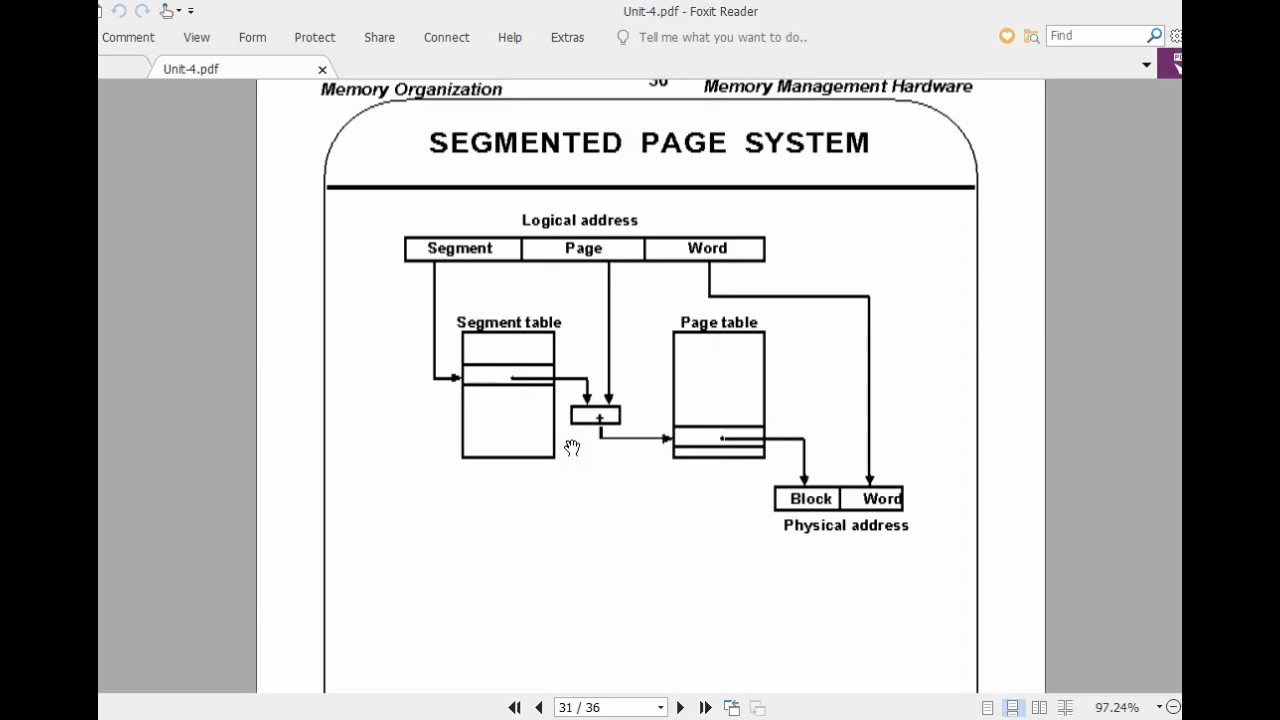 Unit-4.pdf - Foxit Reader
Comment View Form Protect Share Connect Help Extras Tell me what you want to do.. Find
Unit-4.pdf
Memory Organization 30 Memory Management Hardware
SEGMENTED PAGE SYSTEM
Logical address
Segment Page Word
Segment table Page table
+
Block Word
Physical address
31 / 36 97.24%